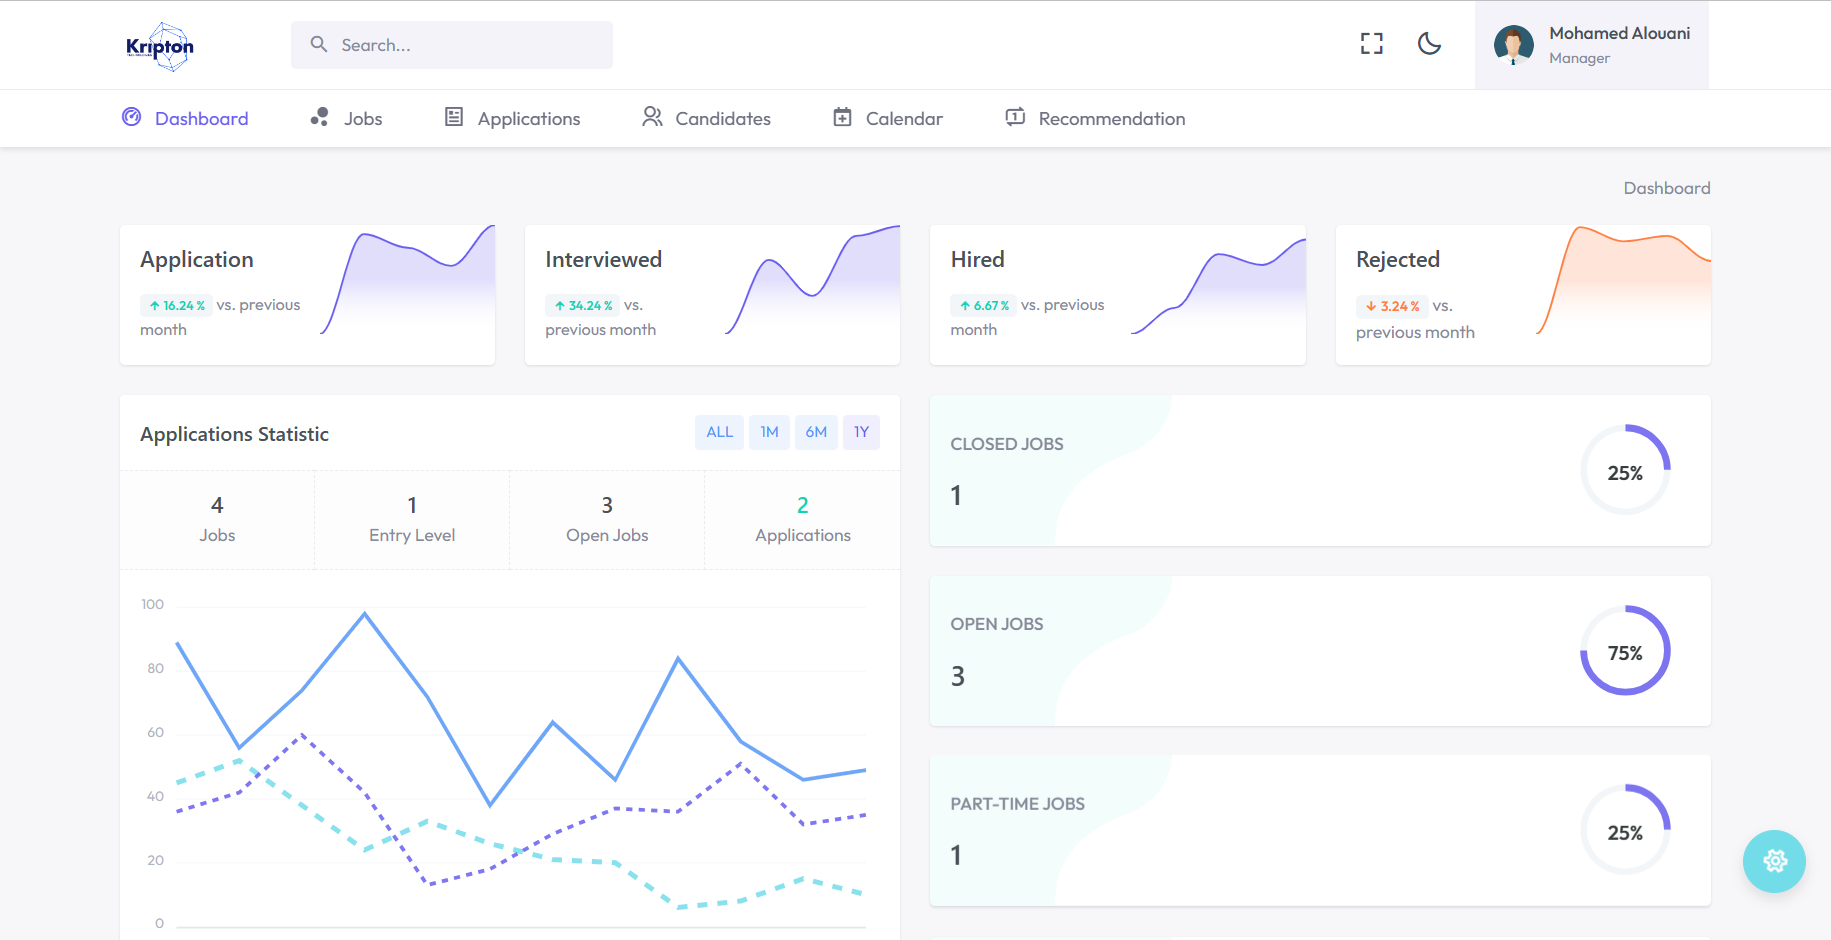 Kripton
Search...
Mohamed Alouani
Manager
Dashboard
Jobs
Applications
Candidates
Calendar
Recommendation
Dashboard
Application
16.24 % vs. previous
month
Interviewed
34.24 % vs.
previous month
Hired
6.67 % vs. previous
month
Rejected
3.24 % vs.
previous month
Applications Statistic
ALL 1M 6M 1Y
4
Jobs
1
Entry Level
3
Open Jobs
2
Applications
100
80
60
40
20
0
CLOSED JOBS
1
25%
OPEN JOBS
3
75%
PART-TIME JOBS
1
25%